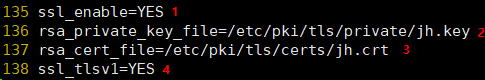 135 ssl_enable=YES 1
136 rsa_private_key_file=/etc/pki/tls/private/jh.key 2
137 rsa_cert_file=/etc/pki/tls/certs/jh.crt 3
138 ssl_tlsv1=YES 4